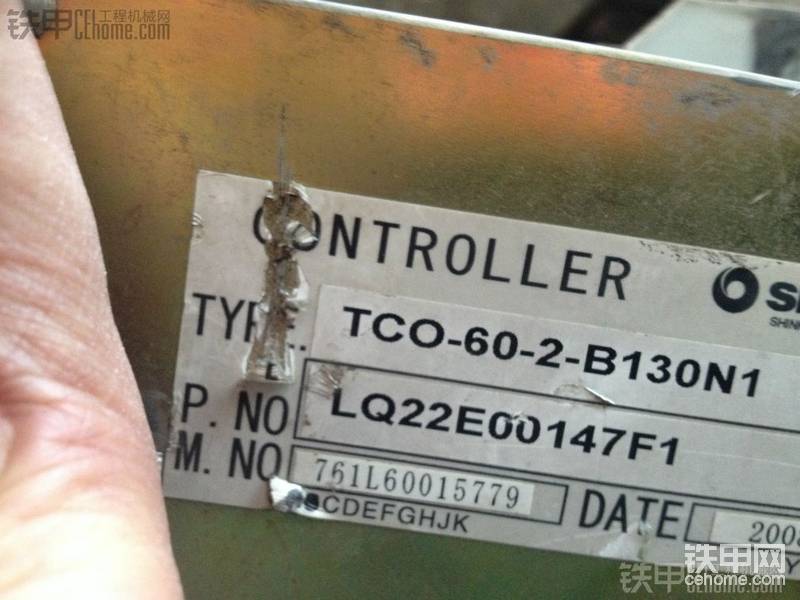 铁甲 工程机械网
CEhome.com
CONTROLLER
TYPE.
TCO-60-2-B130N1
P. NO
LQ22E00147F1
M. NO
761L60015779
DATE
CDEFGHJK
铁甲网
cehome.com